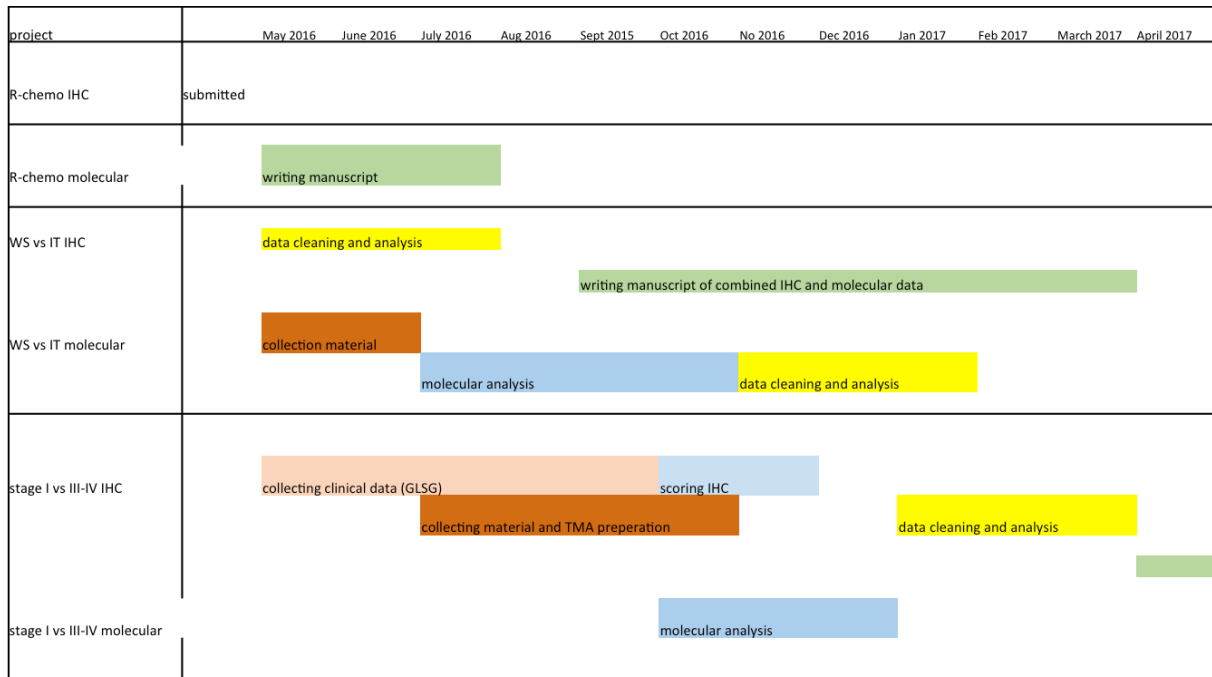 project May 2016 June 2016 July 2016 Aug 2016 Sept 2015 Oct 2016 No 2016 Dec 2016 Jan 2017 Feb 2017 March 2017 April 2017
R-chemo IHC submitted
R-chemo molecular writing manuscript
WS vs IT IHC data cleaning and analysis
writing manuscript of combined IHC and molecular data
WS vs IT molecular collection material
molecular analysis data cleaning and analysis
stage I vs III-IV IHC collecting clinical data (GLSG) scoring IHC
collecting material and TMA preperation data cleaning and analysis
stage I vs III-IV molecular molecular analysis